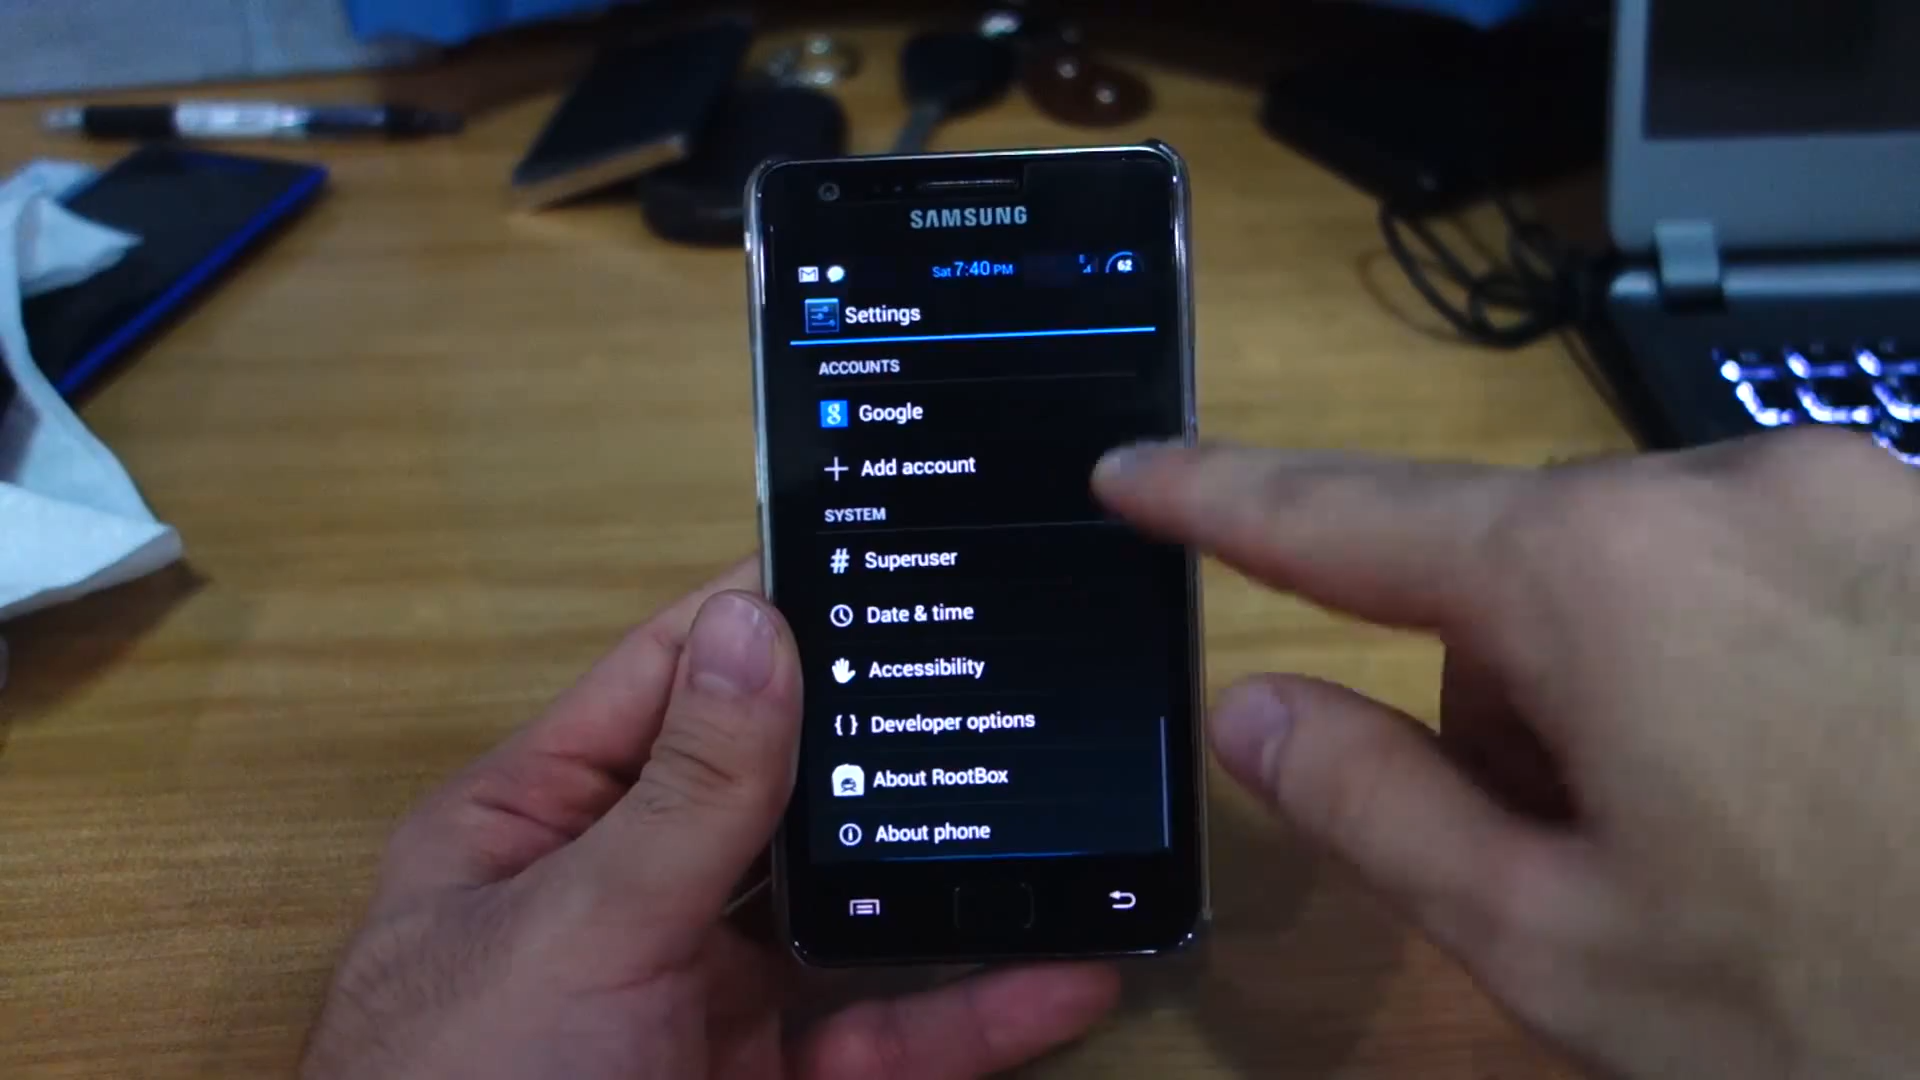 SAMSUNG
Sat 7:40 PM
62
Settings
ACCOUNTS
Google
Add account
SYSTEM
# Superuser
Date & time
Accessibility
{ } Developer options
About RootBox
About phone